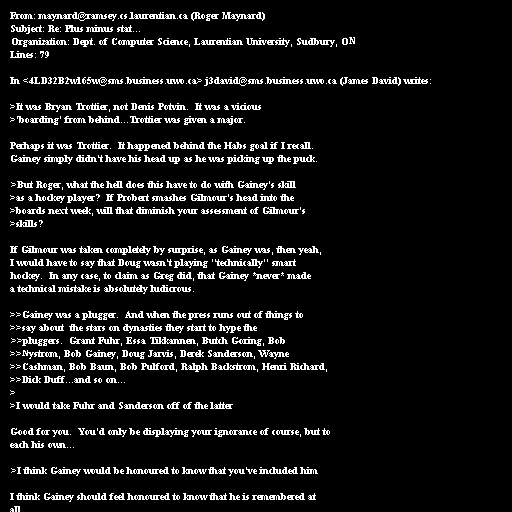 From: maynard@ramsey.cs.laurentian.ca (Roger Maynard)
Subject: Re: Plus minus stat...
Organization: Dept. of Computer Science, Laurentian University, Sudbury, ON
Lines: 79

In <4LD32B2w165w@sms.business.uwo.ca> j3david@sms.business.uwo.ca (James David) writes:

>It was Bryan Trottier, not Denis Potvin.  It was a vicious
>'boarding' from behind...Trottier was given a major.

Perhaps it was Trottier.  It happened behind the Habs goal if I recall.
Gainey simply didn't have his head up as he was picking up the puck.

>But Roger, what the hell does this have to do with Gainey's skill
>as a hockey player?  If Probert smashes Gilmour's head into the
>boards next week, will that diminish your assessment of Gilmour's
>skills?

If Gilmour was taken completely by surprise, as Gainey was, then yeah,
I would have to say that Doug wasn't playing "technically" smart
hockey.  In any case, to claim as Greg did, that Gainey *never* made
a technical mistake is absolutely ludicrous.

>>Gainey was a plugger.  And when the press runs out of things to
>>say about  the stars on dynasties they start to hype the
>>pluggers.  Grant Fuhr, Essa Tikkannen, Butch Goring, Bob
>>Nystrom, Bob Gainey, Doug Jarvis, Derek Sanderson, Wayne
>>Cashman, Bob Baun, Bob Pulford, Ralph Backstrom, Henri Richard,
>>Dick Duff...and so on...
>
>I would take Fuhr and Sanderson off of the latter

Good for you.  You'd only be displaying your ignorance of course, but to
each his own...

>I think Gainey would be honoured to know that you've included him

I think Gainey should feel honoured to know that he is remembered at
all.